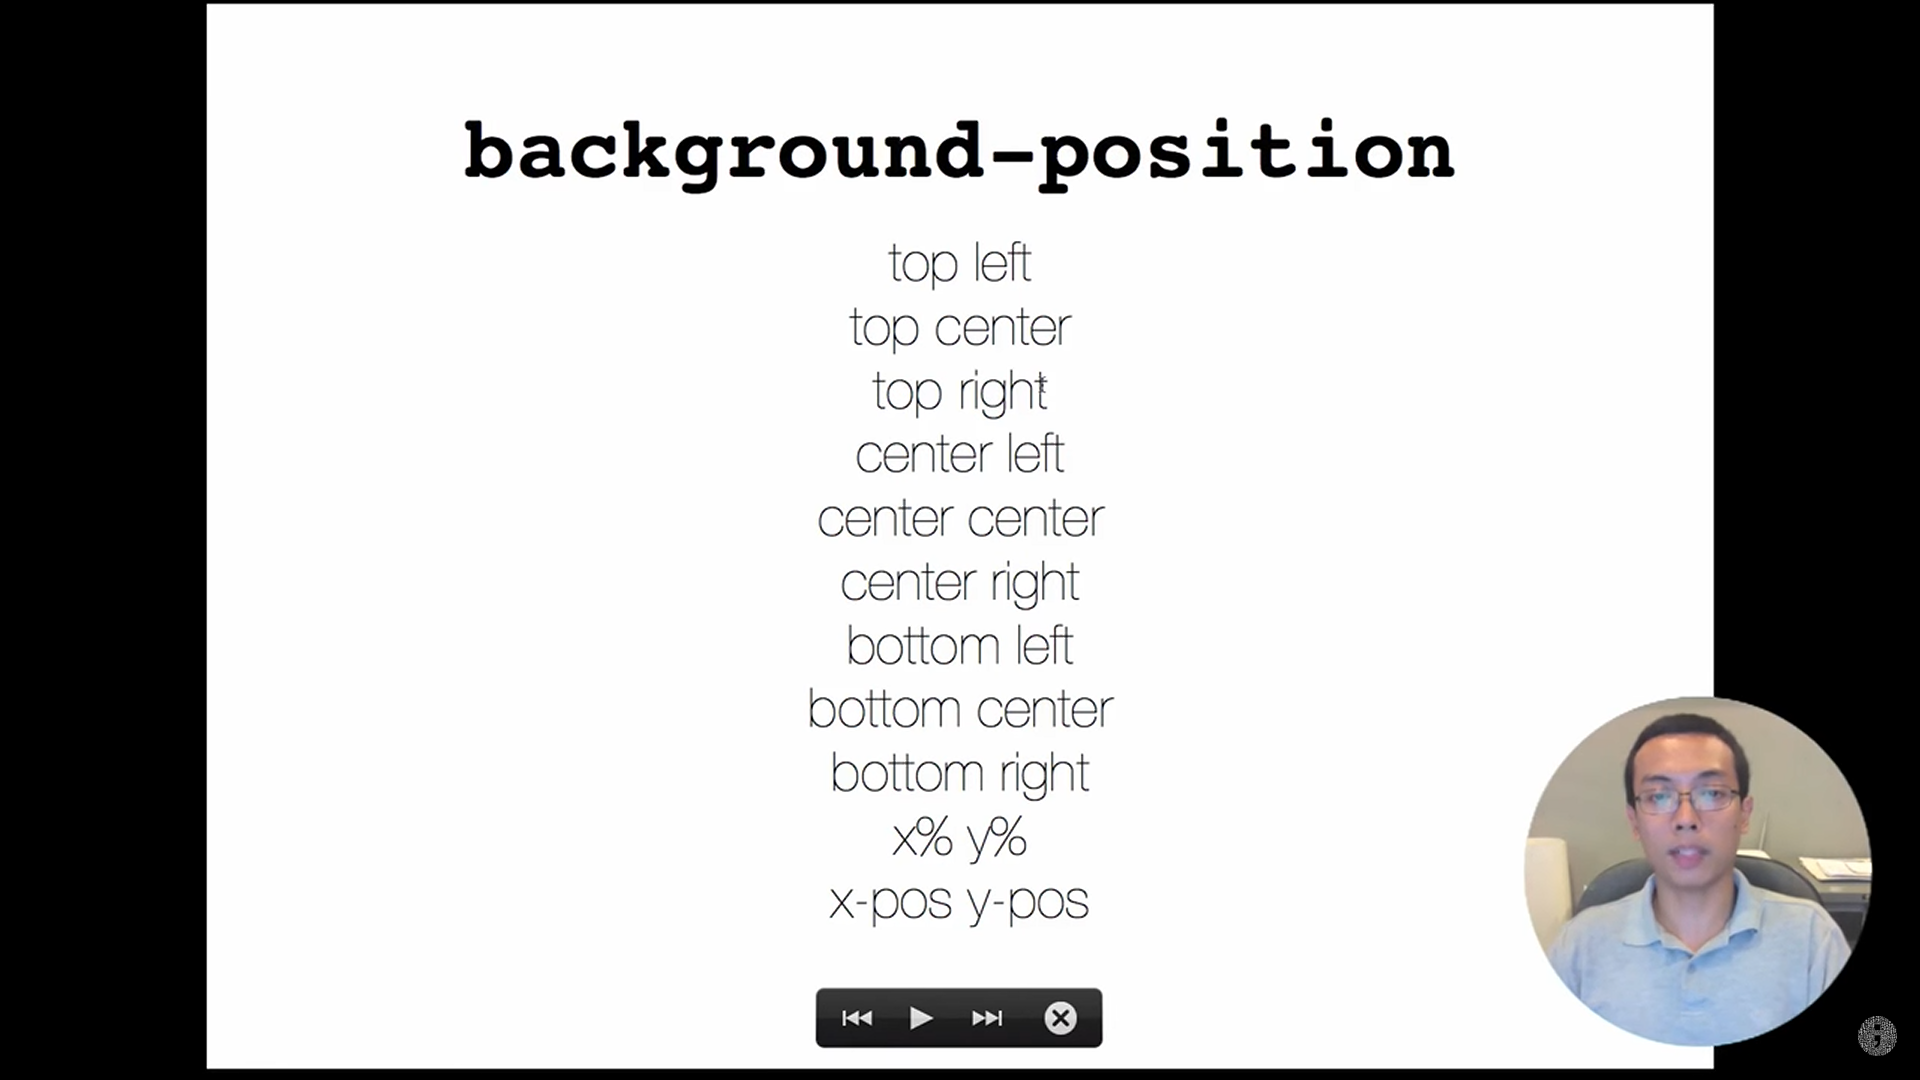 background-position
top left
top center
top right
center left
center center
center right
bottom left
bottom center
bottom right
x% y%
x-pos y-pos